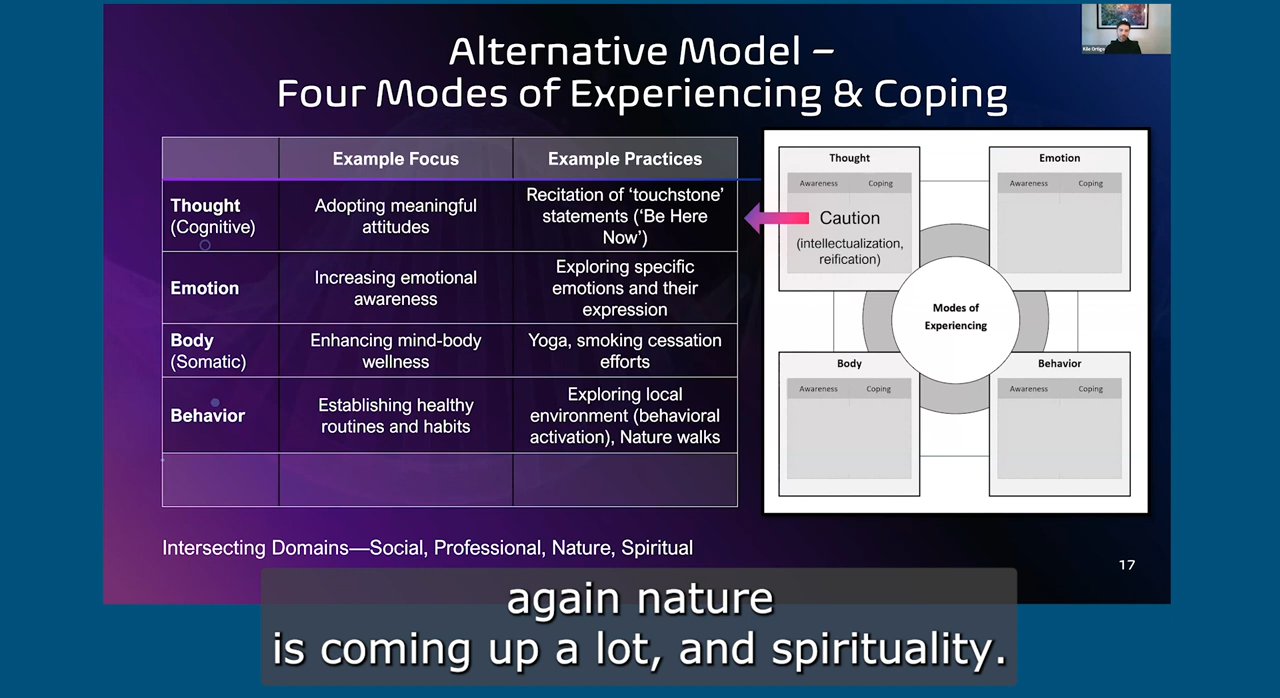 Alternative Model –
Four Modes of Experiencing & Coping
Example Focus
Example Practices
Thought
(Cognitive)
Adopting meaningful
attitudes
Recitation of ‘touchstone’
statements (‘Be Here
Now’)
Emotion
Increasing emotional
awareness
Exploring specific
emotions and their
expression
Body
(Somatic)
Enhancing mind-body
wellness
Yoga, smoking cessation
efforts
Behavior
Establishing healthy
routines and habits
Exploring local
environment (behavioral
activation), Nature walks
Thought
Awareness Coping
Caution
(intellectualization,
reification)
Emotion
Awareness Coping
Modes of
Experiencing
Body
Awareness Coping
Behavior
Awareness Coping
Intersecting Domains—Social, Professional, Nature, Spiritual
17
again nature
is coming up a lot, and spirituality.